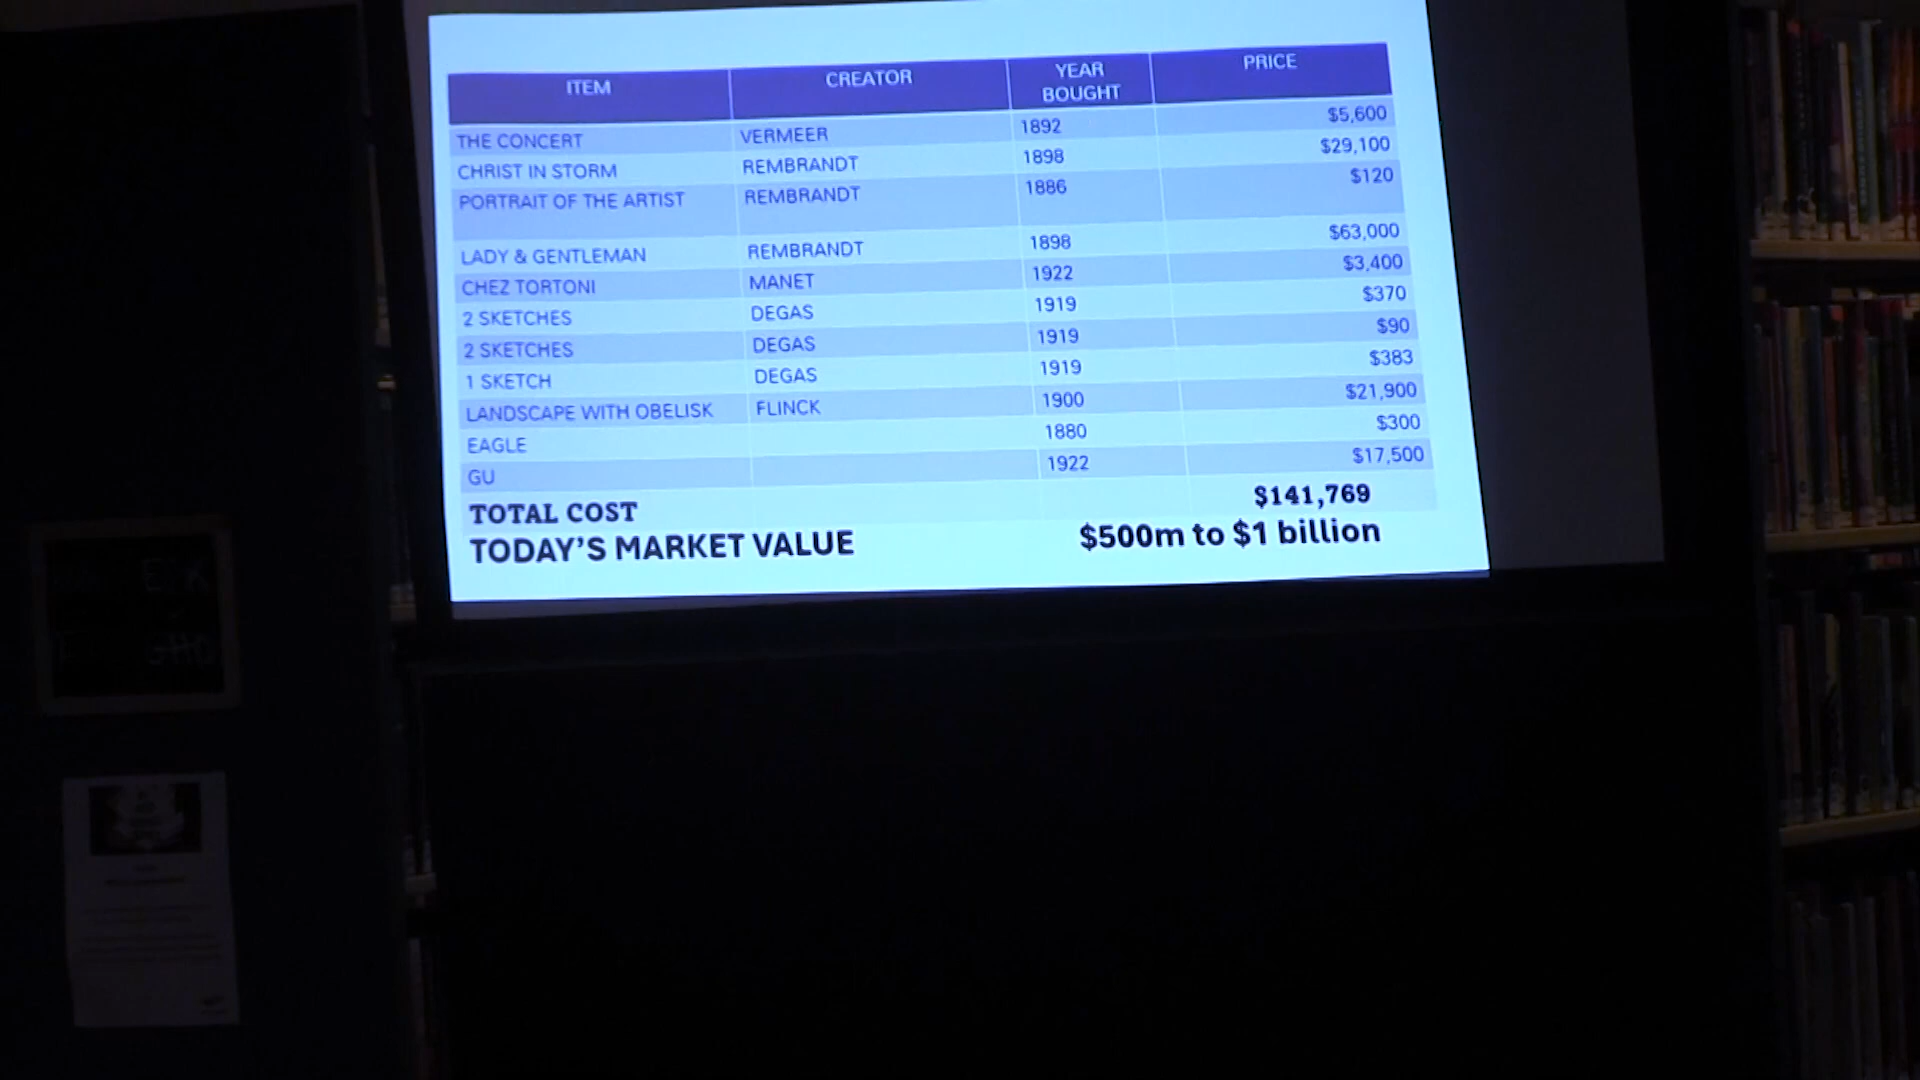 ITEM CREATOR YEAR BOUGHT PRICE
THE CONCERT VERMEER 1892 $5,600
CHRIST IN STORM REMBRANDT 1898 $29,100
PORTRAIT OF THE ARTIST REMBRANDT 1886 $120
LADY & GENTLEMAN REMBRANDT 1898 $63,000
CHEZ TORTONI MANET 1922 $3,400
2 SKETCHES DEGAS 1919 $370
2 SKETCHES DEGAS 1919 $90
1 SKETCH DEGAS 1919 $383
LANDSCAPE WITH OBELISK FLINCK 1900 $21,900
EAGLE 1880 $300
GU 1922 $17,500
TOTAL COST $141,769
TODAY'S MARKET VALUE $500m to $1 billion